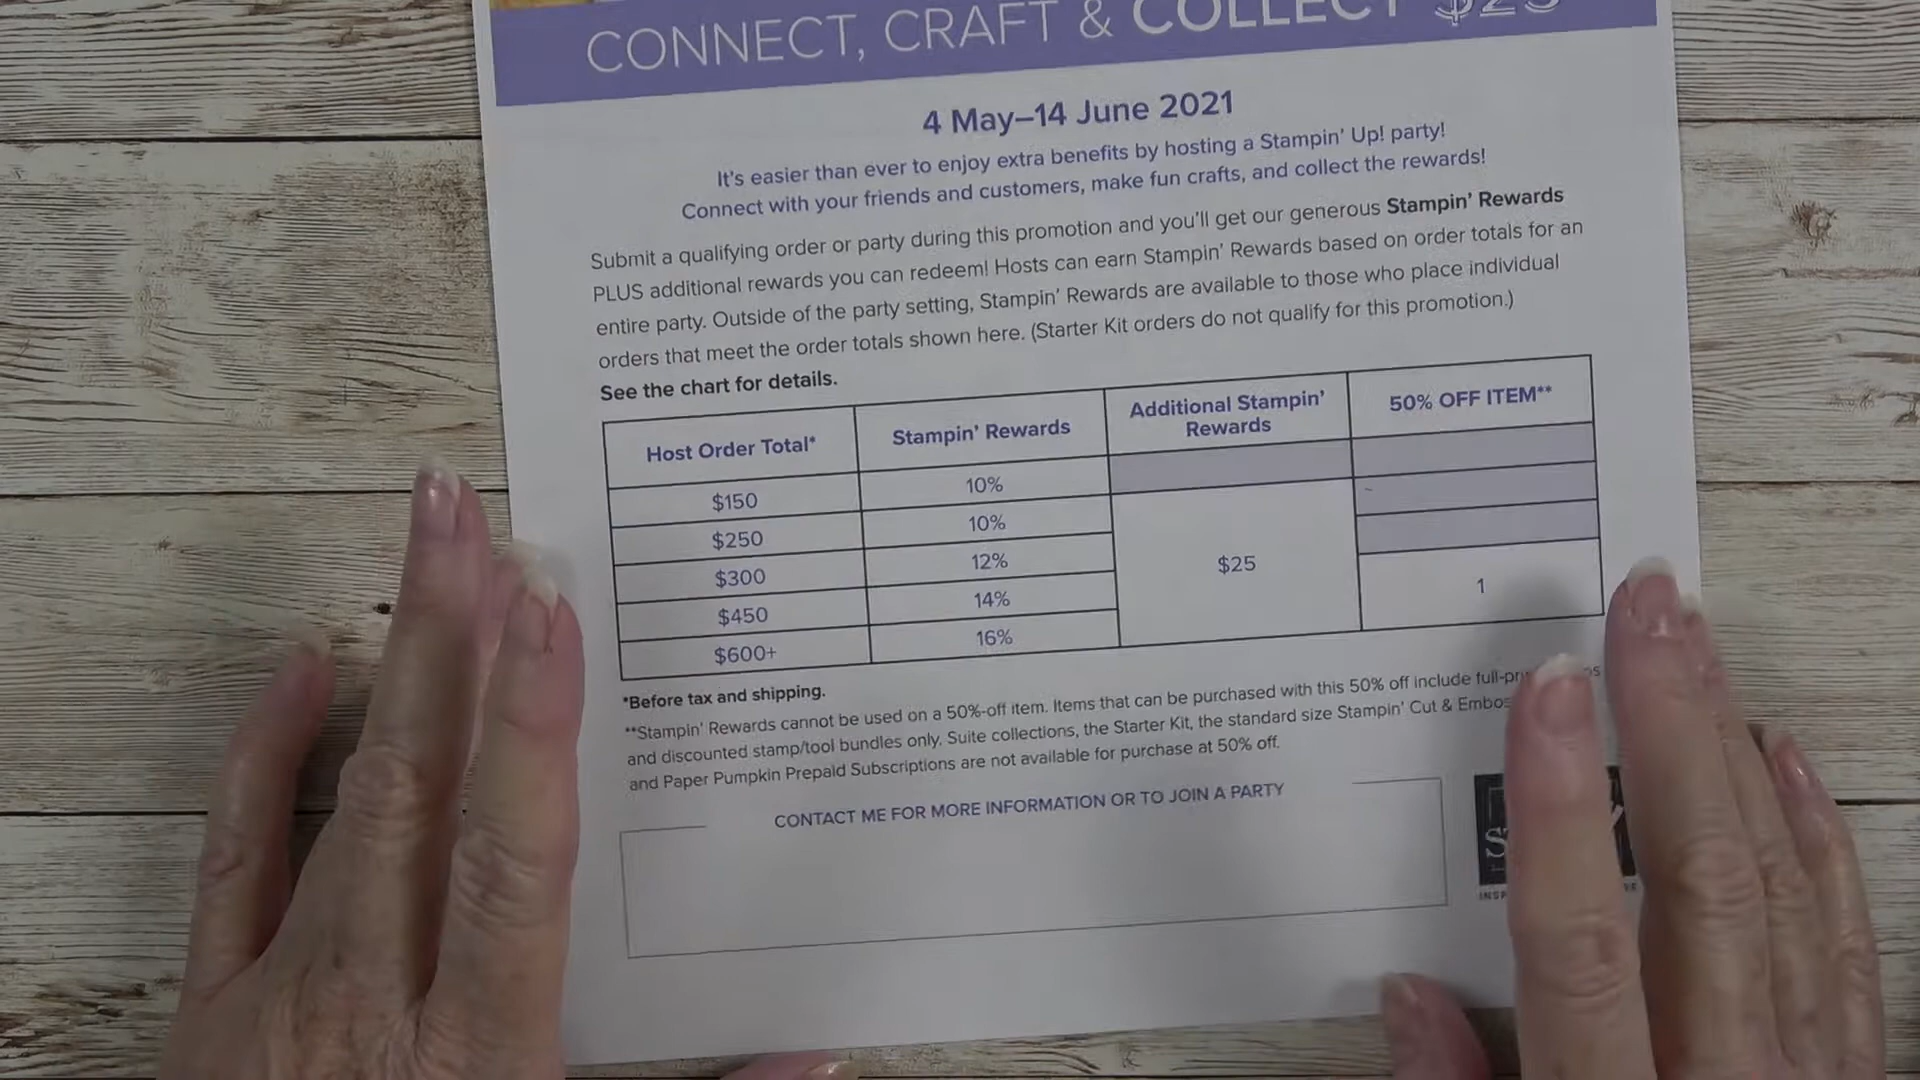 CONNECT, CRAFT & COLLECT $25
4 May–14 June 2021
It's easier than ever to enjoy extra benefits by hosting a Stampin' Up! party!
Connect with your friends and customers, make fun crafts, and collect the rewards!
Submit a qualifying order or party during this promotion and you'll get our generous Stampin' Rewards
PLUS additional rewards you can redeem! Hosts can earn Stampin' Rewards based on order totals for an
entire party. Outside of the party setting, Stampin' Rewards are available to those who place individual
orders that meet the order totals shown here. (Starter Kit orders do not qualify for this promotion.)
See the chart for details.
Host Order Total* Stampin' Rewards Additional Stampin' Rewards 50% OFF ITEM**
$150 10%
$250 10%
$300 12% $25
$450 14% 1
$600+ 16%
*Before tax and shipping.
**Stampin' Rewards cannot be used on a 50%-off item. Items that can be purchased with this 50% off include
and discounted stamp/tool bundles only. Suite collections, the Starter Kit, the standard size Stampin' Cut &
and Paper Pumpkin Prepaid Subscriptions are not available for purchase at 50% off.
CONTACT ME FOR MORE INFORMATION OR TO JOIN A PARTY